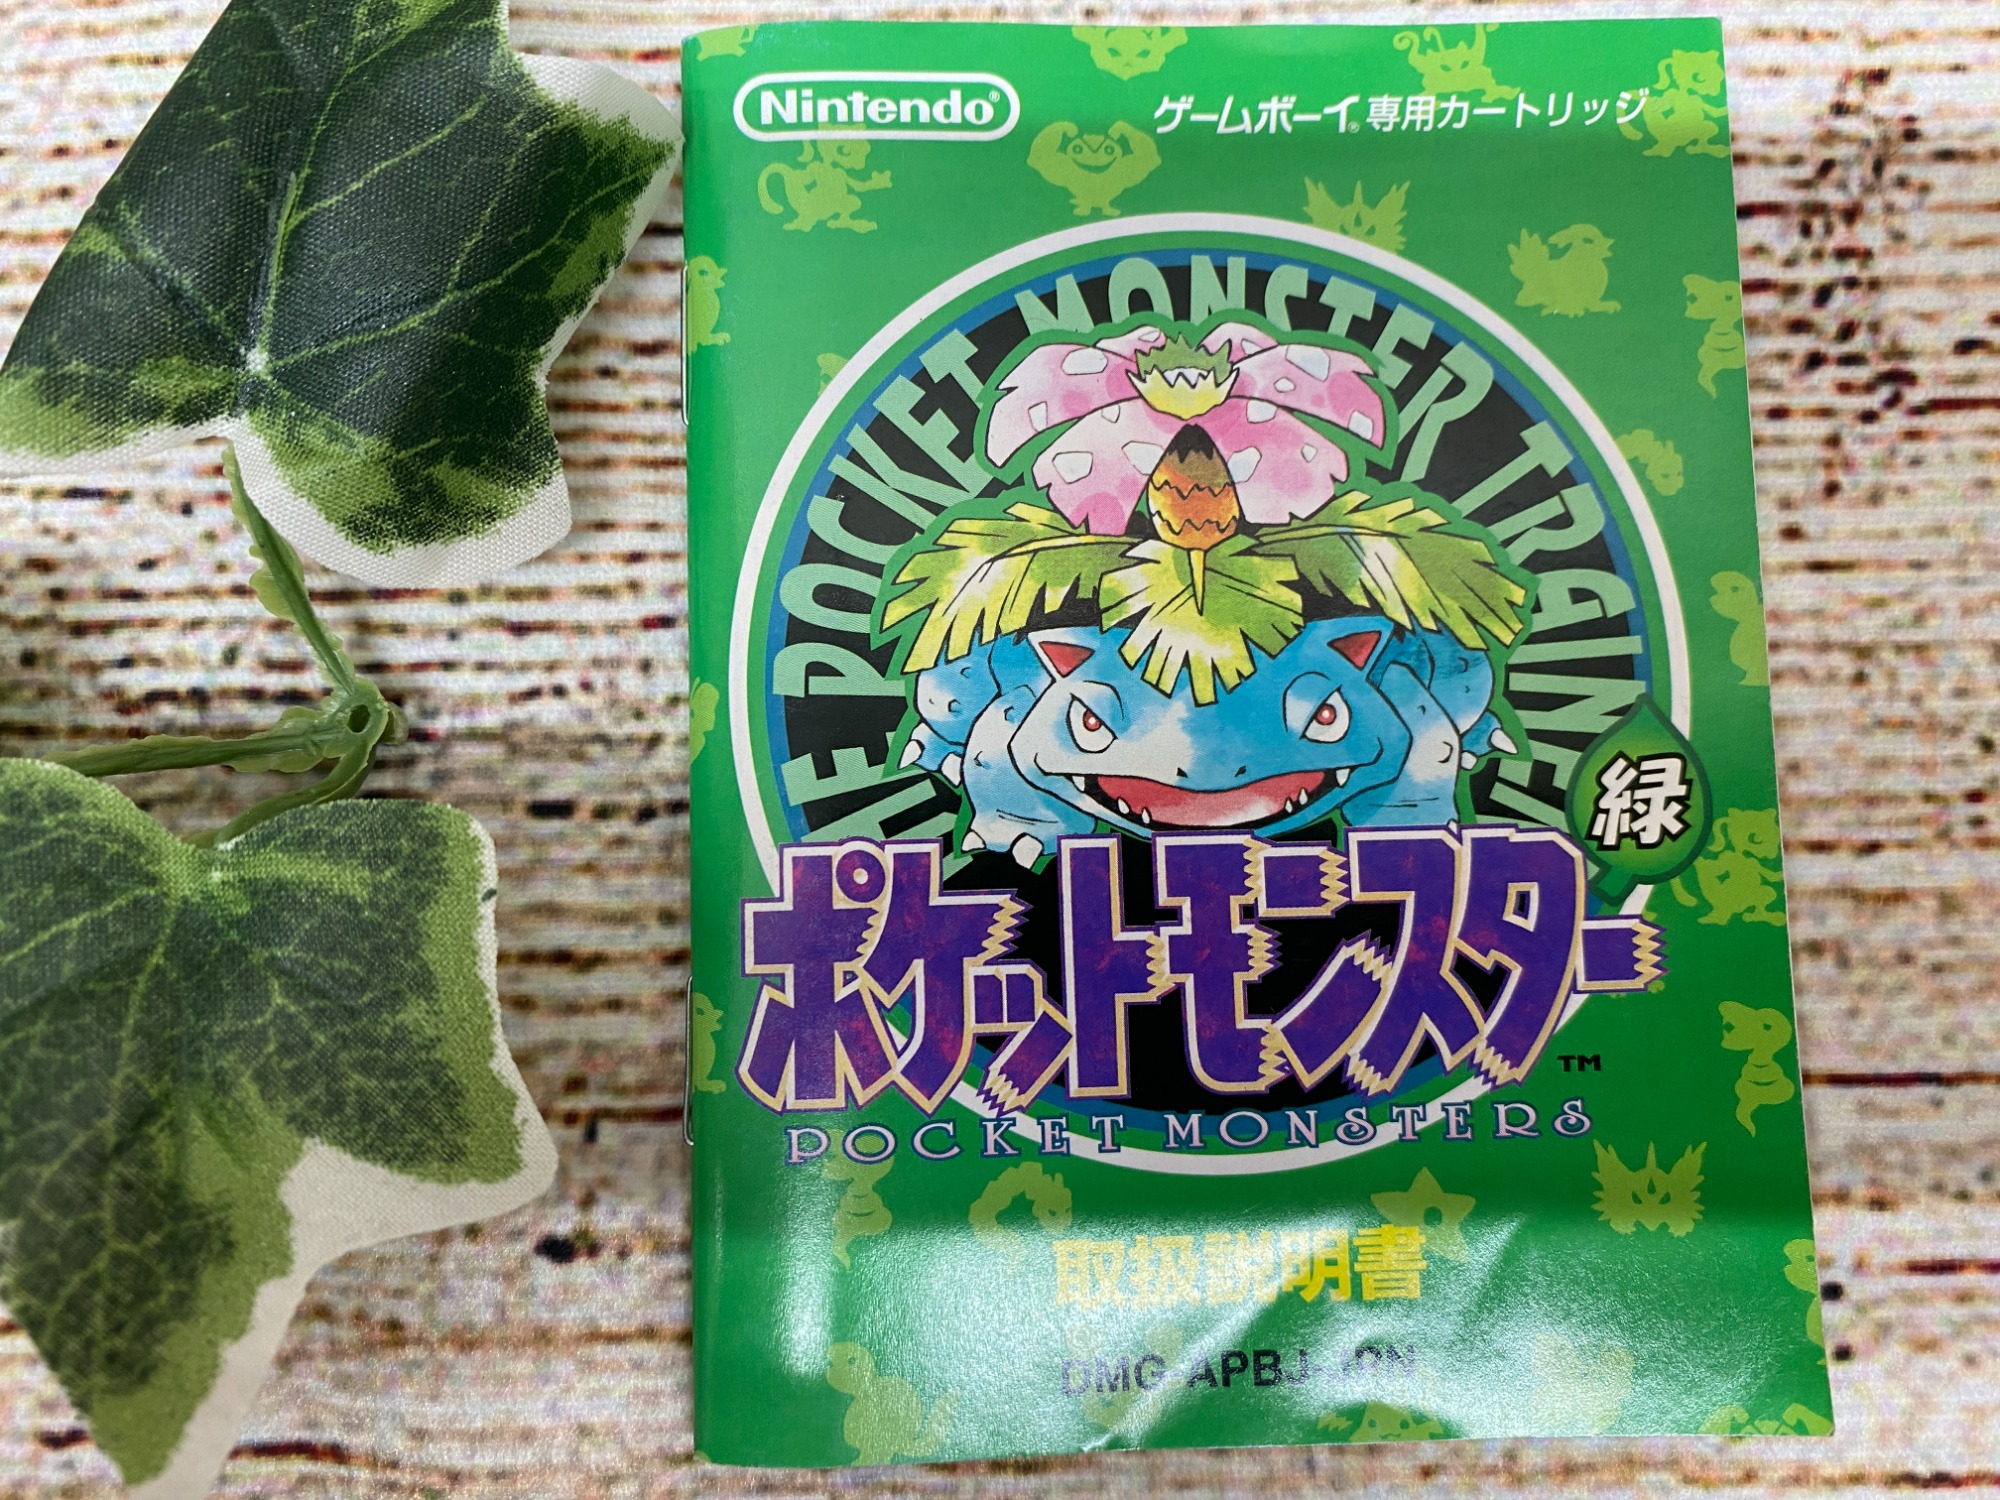 Nintendo®
ゲームボーイ®専用カートリッジ
THE POCKET MONSTER TRAINER
緑
ポケットモンスター
TM
POCKET MONSTERS
取扱説明書
DMG-APBJ-JPN